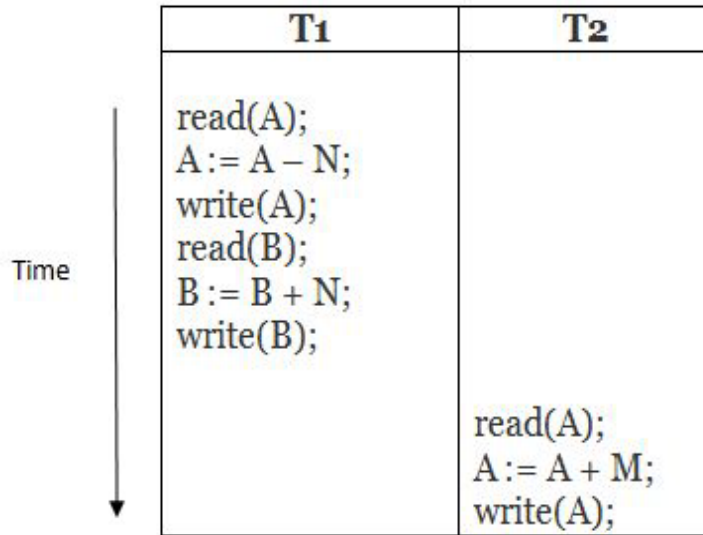 T1 T2
read(A);
A := A – N;
write(A);
read(B);
Time
B := B + N;
write(B);
read(A);
A := A + M;
write(A);